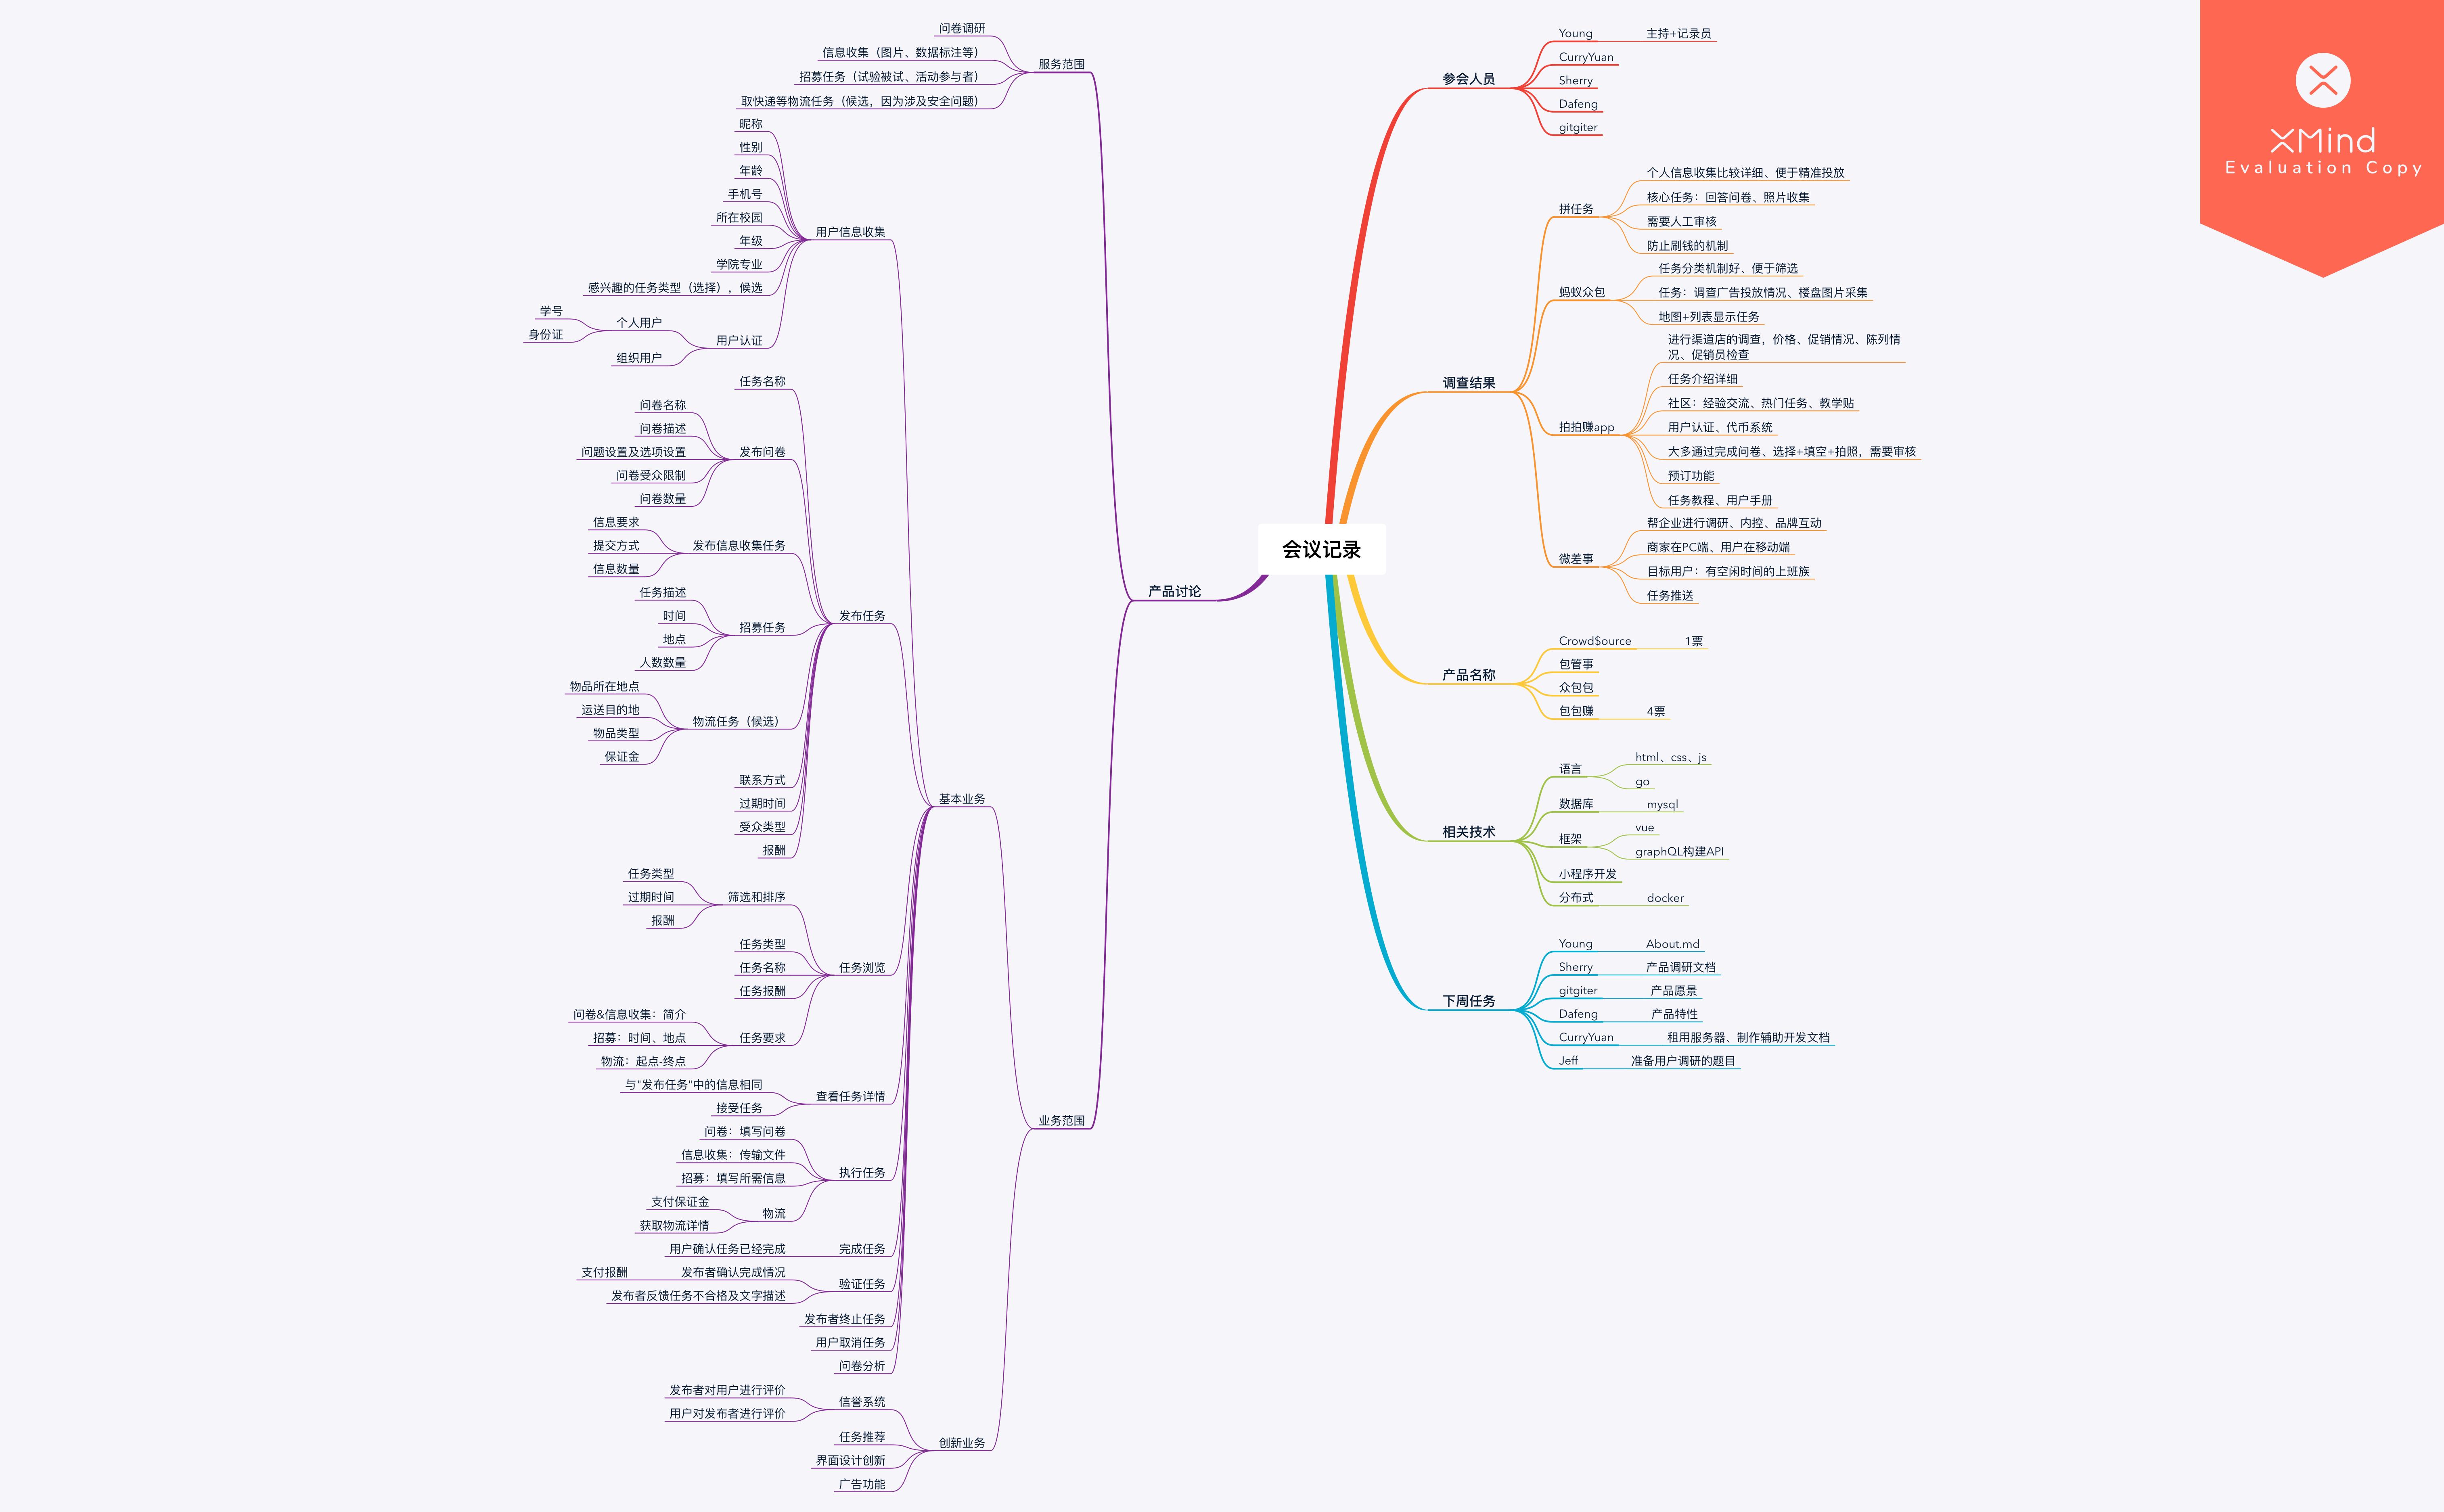 会议记录
参会人员
Young
主持+记录员
CurryYuan
Sherry
Dafeng
gitgiter
调查结果
拼任务
个人信息收集比较详细、便于精准投放
核心任务：回答问卷、照片收集
需要人工审核
防止刷钱的机制
蚂蚁众包
任务分类机制好、便于筛选
任务：调查广告投放情况、楼盘图片采集
地图+列表显示任务
拍拍赚app
进行渠道店的调查，价格、促销情况、陈列情
况、促销员检查
任务介绍详细
社区：经验交流、热门任务、教学贴
用户认证、代币系统
大多通过完成问卷、选择+填空+拍照，需要审核
预订功能
任务教程、用户手册
微差事
帮企业进行调研、内控、品牌互动
商家在PC端、用户在移动端
目标用户：有空闲时间的上班族
任务推送
产品名称
Crowd$ource
1票
包管事
众包包
包包赚
4票
相关技术
语言
html、css、js
go
数据库
mysql
框架
vue
graphQL构建API
小程序开发
分布式
docker
下周任务
Young
About.md
Sherry
产品调研文档
gitgiter
产品愿景
Dafeng
产品特性
CurryYuan
租用服务器、制作辅助开发文档
Jeff
准备用户调研的题目
产品讨论
服务范围
问卷调研
信息收集（图片、数据标注等）
招募任务（试验被试、活动参与者）
取快递等物流任务（候选，因为涉及安全问题）
业务范围
基本业务
用户信息收集
昵称
性别
年龄
手机号
所在校园
年级
学院专业
感兴趣的任务类型（选择），候选
用户认证
个人用户
学号
身份证
组织用户
发布任务
任务名称
发布问卷
问卷名称
问卷描述
问题设置及选项设置
问卷受众限制
问卷数量
发布信息收集任务
信息要求
提交方式
信息数量
招募任务
任务描述
时间
地点
人数数量
物流任务（候选）
物品所在地点
运送目的地
物品类型
保证金
联系方式
过期时间
受众类型
报酬
任务浏览
筛选和排序
任务类型
过期时间
报酬
任务类型
任务名称
任务报酬
任务要求
问卷&信息收集：简介
招募：时间、地点
物流：起点-终点
查看任务详情
与"发布任务"中的信息相同
接受任务
执行任务
问卷：填写问卷
信息收集：传输文件
招募：填写所需信息
物流
支付保证金
获取物流详情
完成任务
用户确认任务已经完成
验证任务
发布者确认完成情况
支付报酬
发布者反馈任务不合格及文字描述
发布者终止任务
用户取消任务
问卷分析
创新业务
信誉系统
发布者对用户进行评价
用户对发布者进行评价
任务推荐
界面设计创新
广告功能
XMind
Evaluation Copy